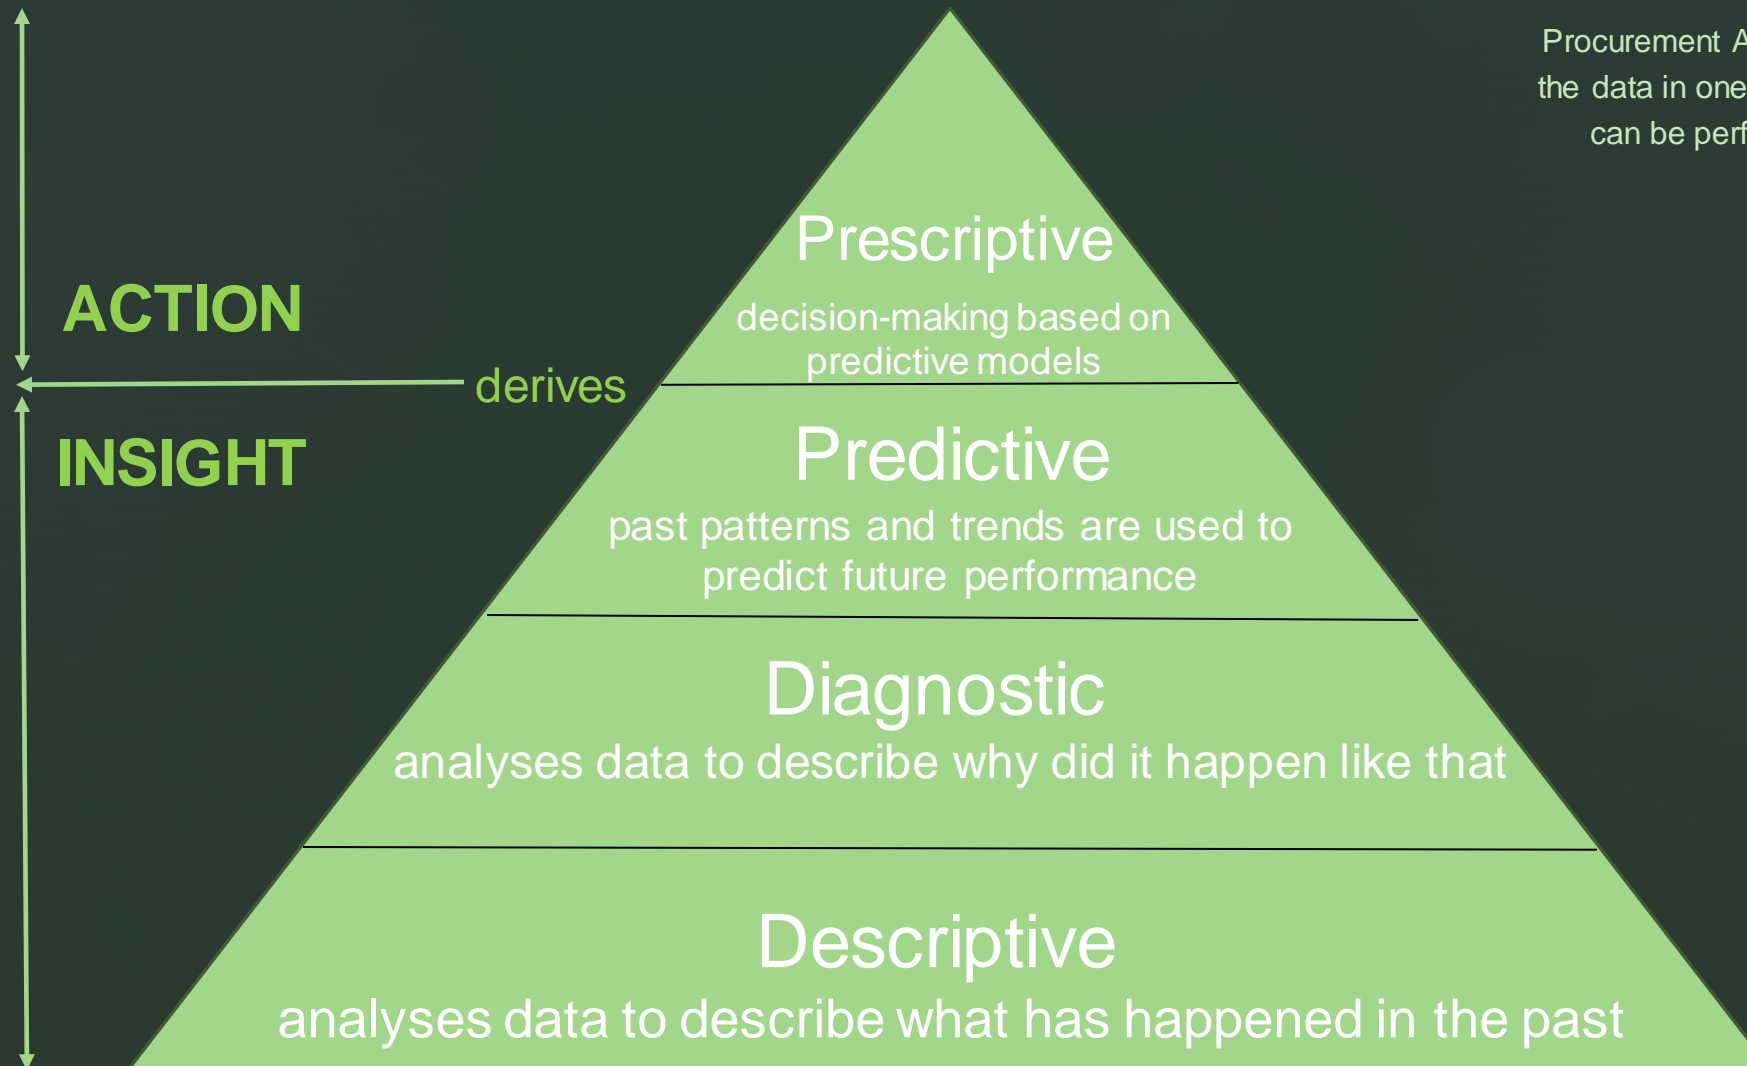 Procurement A
the data in one
can be perf
Prescriptive
decision-making based on
predictive models
ACTION
derives
INSIGHT
Predictive
past patterns and trends are used to
predict future performance
Diagnostic
analyses data to describe why did it happen like that
Descriptive
analyses data to describe what has happened in the past